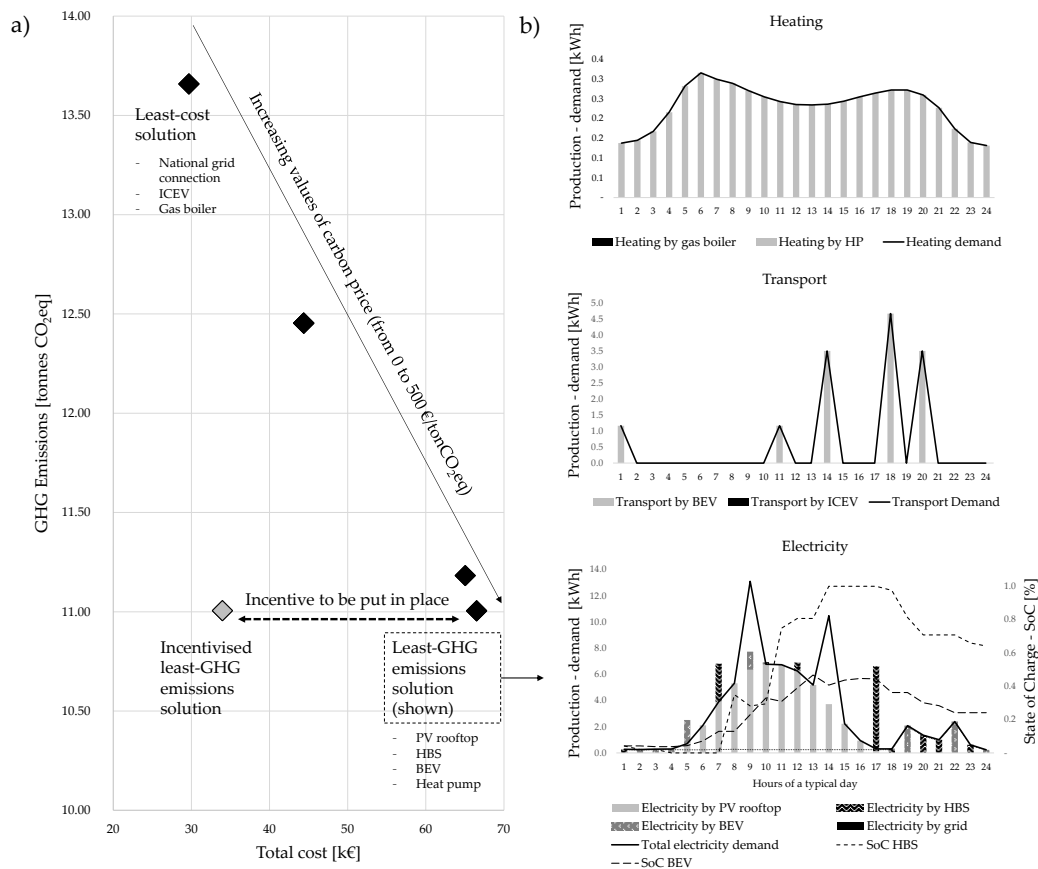 a)
14.00
13.50
13.00
12.50
12.00
11.50
11.00
10.50
10.00
GHG Emissions [tonnes CO₂eq]
20
30
40
50
60
70
Total cost [k€]
Least-cost
solution
- National grid
connection
- ICEV
- Gas boiler
Increasing values of carbon price (from 0 to 500 €/tonCO₂eq)
Incentive to be put in place
Incentivised
least-GHG
emissions
solution
Least-GHG
emissions
solution
(shown)
- PV rooftop
- HBS
- BEV
- Heat pump
b)
Heating
Production - demand [kWh]
0.4
0.3
0.3
0.2
0.2
0.1
0.1
-
1 2 3 4 5 6 7 8 9 10 11 12 13 14 15 16 17 18 19 20 21 22 23 24
Heating by gas boiler Heating by HP Heating demand
Transport
Production - demand [kWh]
5.0
4.5
4.0
3.5
3.0
2.5
2.0
1.5
1.0
0.5
0.0
1 2 3 4 5 6 7 8 9 10 11 12 13 14 15 16 17 18 19 20 21 22 23 24
Transport by BEV Transport by ICEV Transport Demand
Electricity
Production - demand [kWh]
14.0
12.0
10.0
8.0
6.0
4.0
2.0
0.0
1.0
0.8
0.6
0.4
0.2
-
State of Charge - SoC [%]
1 2 3 4 5 6 7 8 9 10 11 12 13 14 15 16 17 18 19 20 21 22 23 24
Hours of a typical day
Electricity by PV rooftop Electricity by HBS
Electricity by BEV Electricity by grid
Total electricity demand SoC HBS
SoC BEV